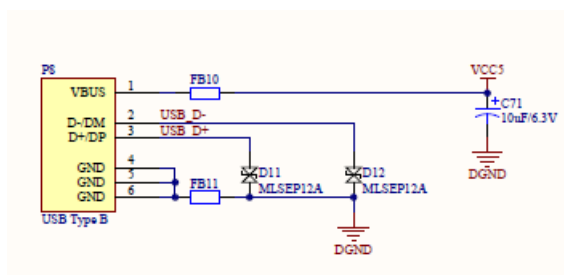 P8
VBUS
1
FB10
VCC5
C71
10uF/6.3V
DGND
D-/DM
2
USB_D-
D+/DP
3
USB_D+
GND
4
GND
5
GND
6
FB11
D11
MLSEP12A
D12
MLSEP12A
USB Type B
DGND